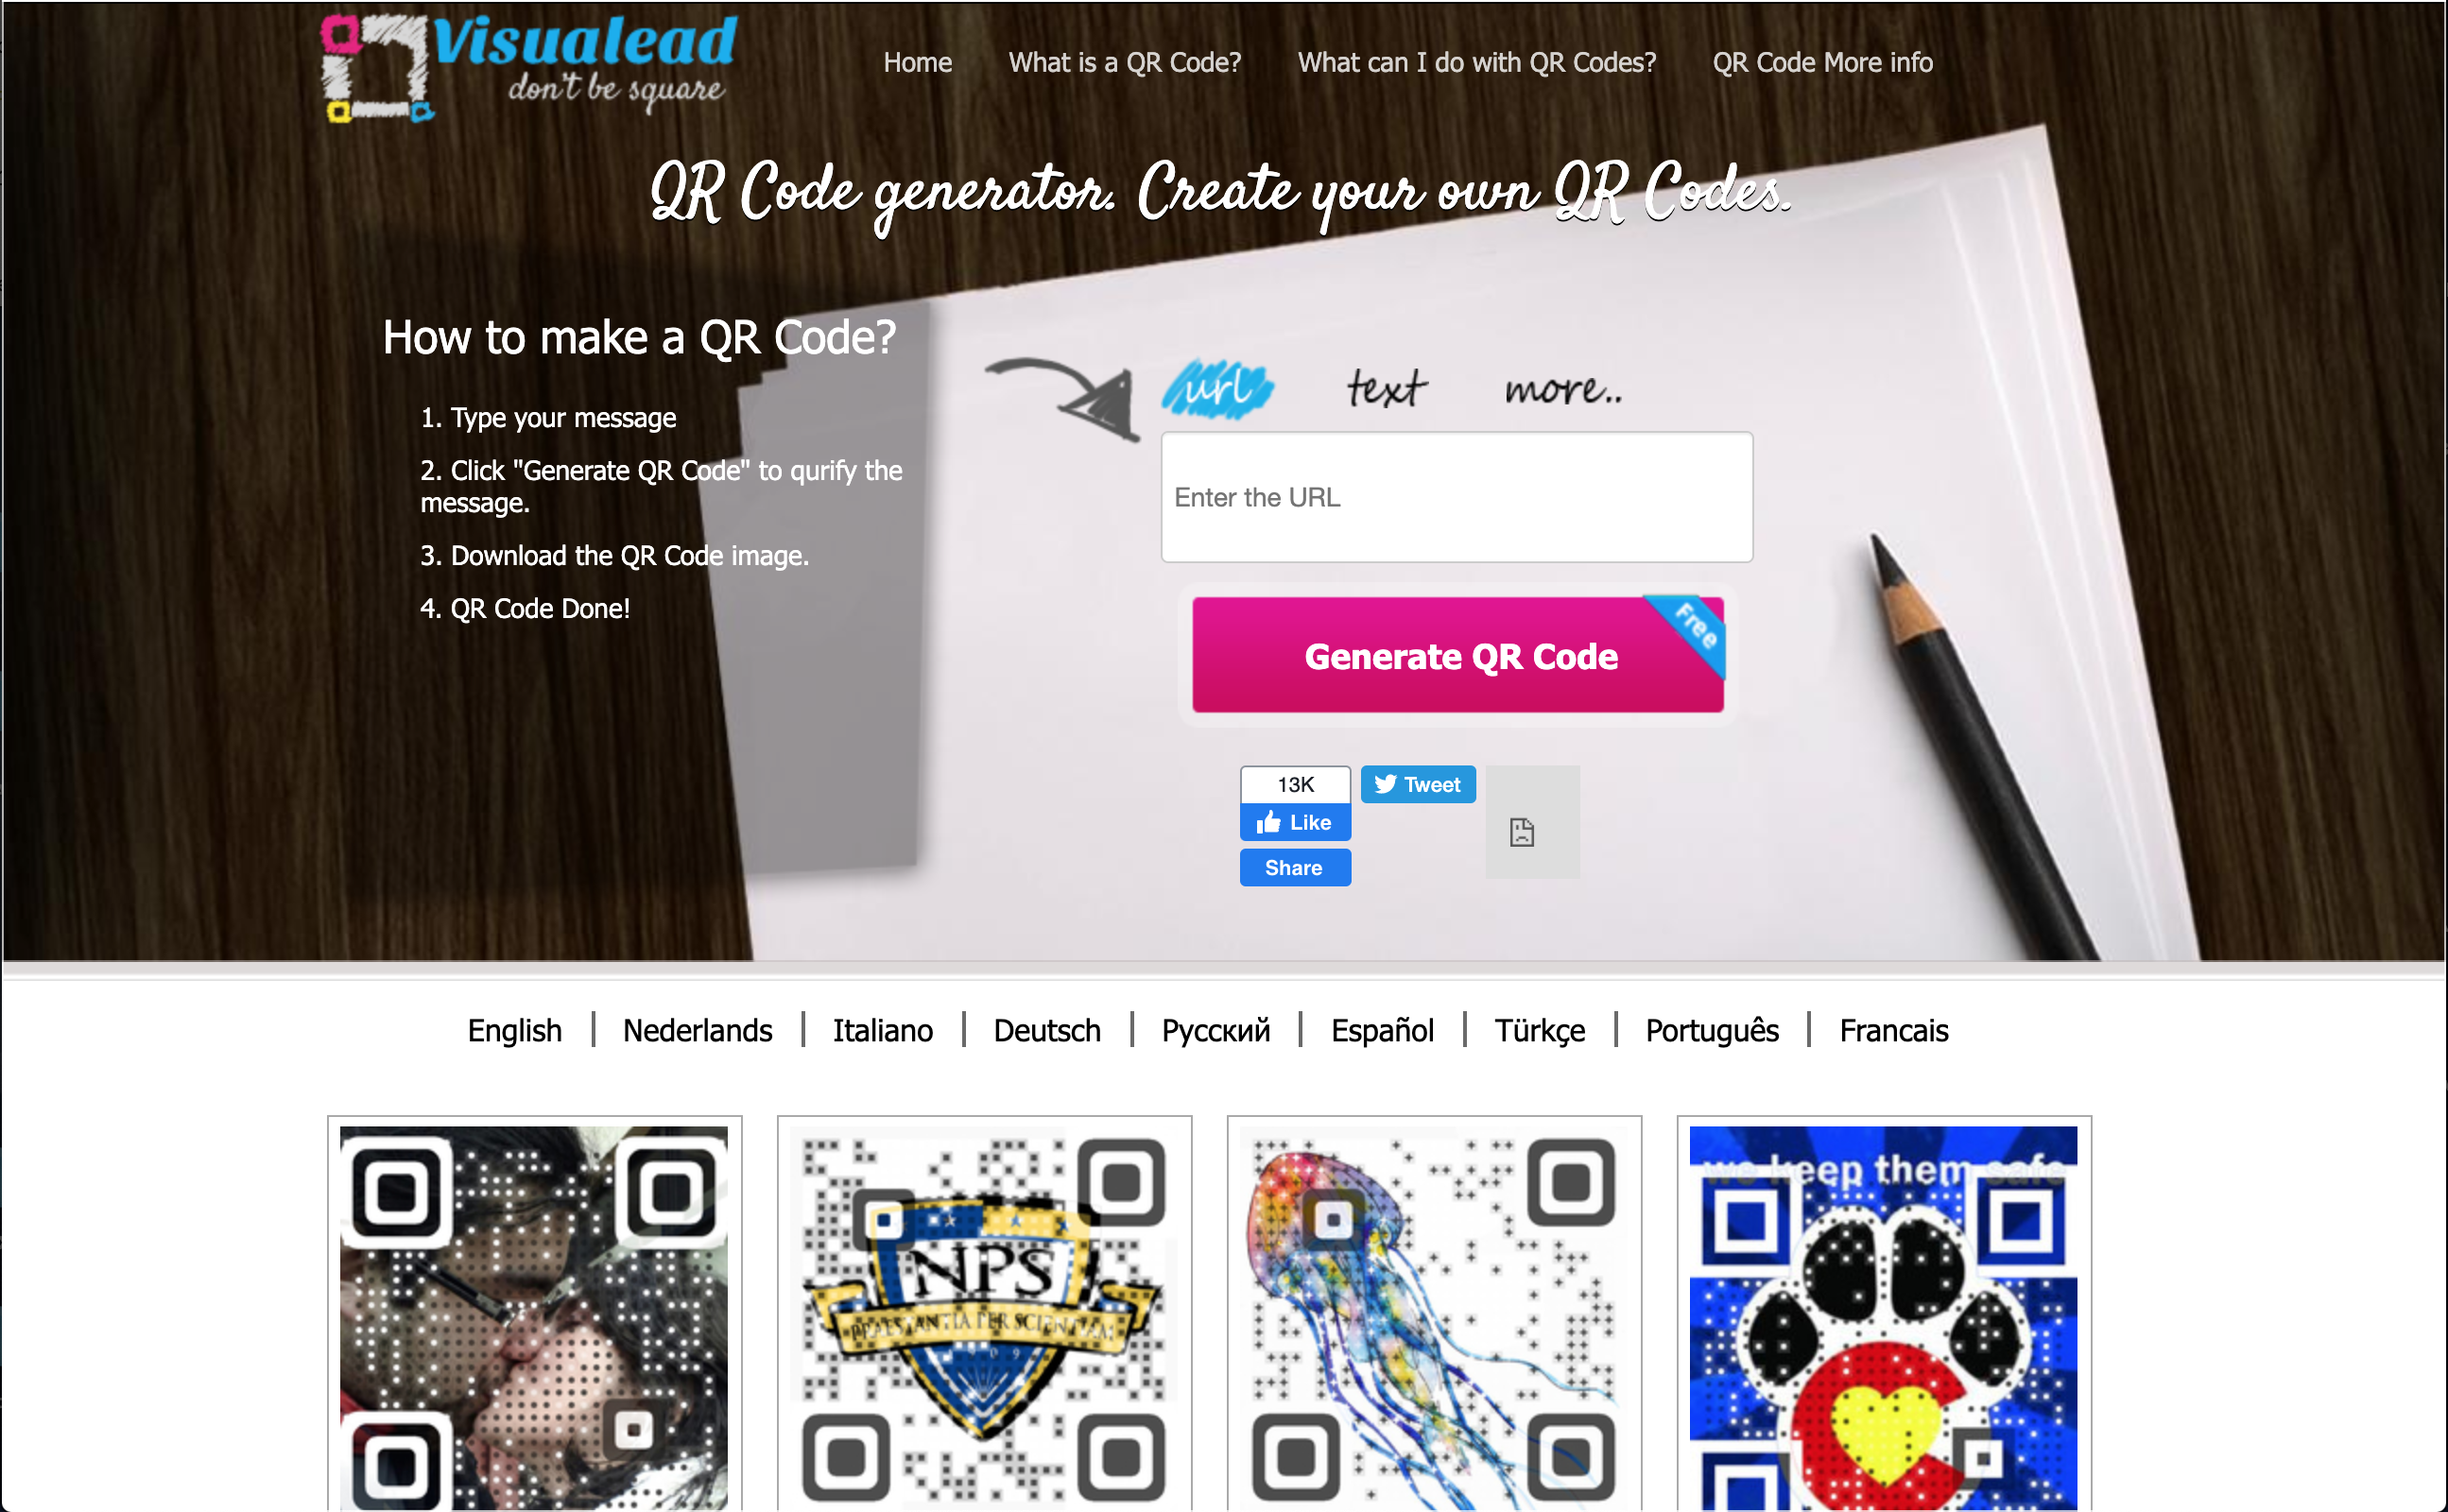 Visualead
don't be square
Home
What is a QR Code?
What can I do with QR Codes?
QR Code More info
QR Code generator. Create your own QR Codes.
How to make a QR Code?
1. Type your message
2. Click "Generate QR Code" to qurify the
message.
3. Download the QR Code image.
4. QR Code Done!
url
text
more..
Enter the URL
Generate QR Code
Free
13K
Like
Share
Tweet
English
Nederlands
Italiano
Deutsch
Русский
Español
Türkçe
Português
Francais
NPS
PRAESTANTIA PER SCIENTIAM
we keep them safe